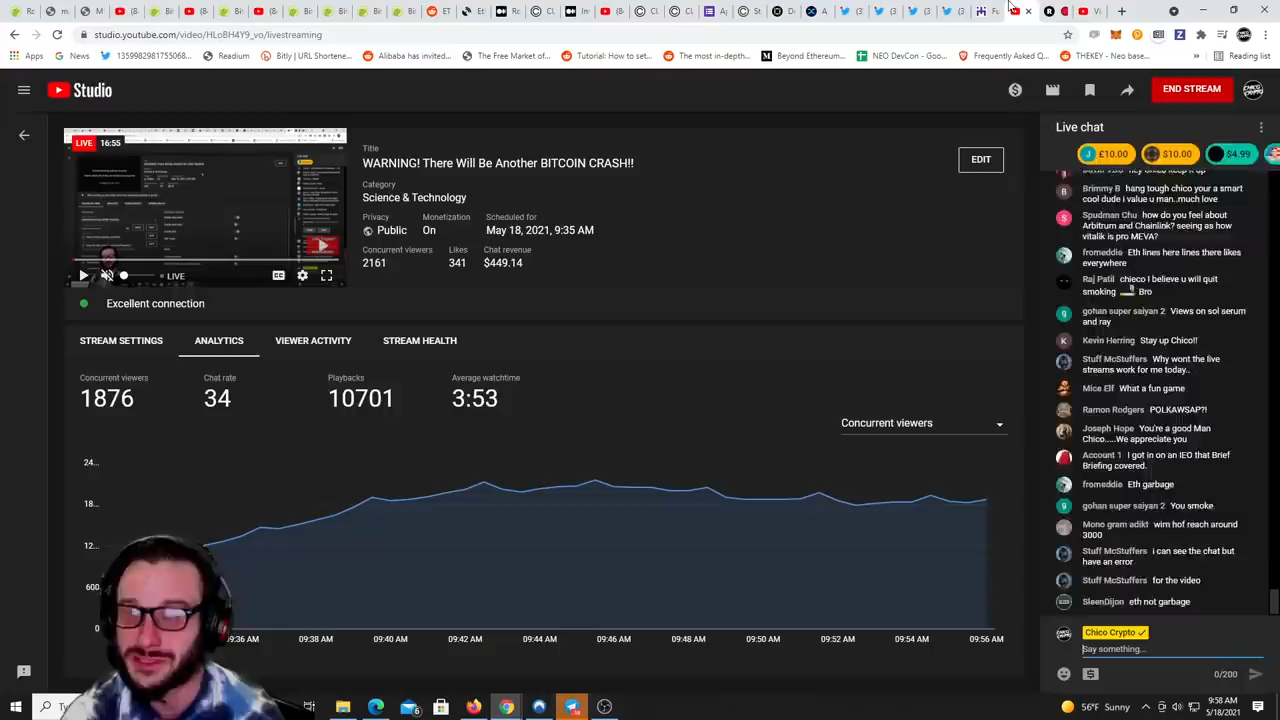 studio.youtube.com/video/HLoBH4Y9_vo/livestreaming
Apps
News
1359982981755068...
Readium
Bitly | URL Shorten...
Alibaba has invited...
The Free Market...
Tutorial: How to set...
The most in-depth...
Beyond Ethereum...
NEO DevCon - Goo...
Frequently Asked Q...
THEKEY - Neo base...
»
Reading list
Studio
END STREAM
LIVE 16:55
LIVE
Title
WARNING! There Will Be Another BITCOIN CRASH!!
EDIT
Category
Science & Technology
Privacy
Monetization
Scheduled for
Public
On
May 18, 2021, 9:35 AM
Concurrent viewers
Likes
Chat revenue
2161
341
$449.14
Excellent connection
STREAM SETTINGS
ANALYTICS
VIEWER ACTIVITY
STREAM HEALTH
Concurrent viewers
Chat rate
Playbacks
Average watchtime
1876
34
10701
3:53
Concurrent viewers
24...
18...
12...
600
0
09:36 AM
09:38 AM
09:40 AM
09:42 AM
09:44 AM
09:46 AM
09:48 AM
09:50 AM
09:52 AM
09:54 AM
09:56 AM
Live chat
£10.00
$10.00
$4.99
Brimmy B hang tough bro your a smart
cool dude i value u much man love
Spudman Chu how do you feel about
Arbitrum and Chainlink? seeing as how
vitalik is pro MEVA?
fromeddie Eth lines here lines there likes
everywhere
Raj Patil chieco I believe u will quit
smoking 🚬 Bro
gohan super saiyan 2 Views on sol serum
and ray
Kevin Herring Stay up Chico!!
Stuff McStuffers Why wont the live
streams work for me today..
Mice Elf What a fun game
Ramon Rodgers POLKAWSAP?!
Joseph Hope You're a good Man
Chico.....We appreciate you
Account 1 I got in on an IEO that Brief
Briefing covered.
fromeddie Eth garbage
gohan super saiyan 2 You smoke
Mono gram adikt wim hof reach around
3000
Stuff McStuffers i can see the chat but
have an error
Stuff McStuffers for the video
SleenDijon eth not garbage
Chico Crypto ✓
Say something...
0/200
56°F Sunny
9:58 AM
5/18/2021